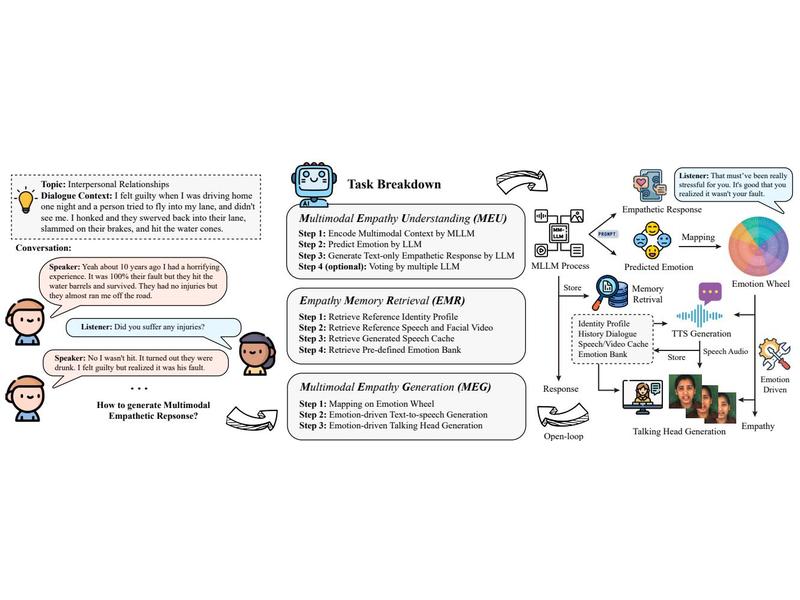 Topic: Interpersonal Relationships
Dialogue Context: I felt guilty when I was driving home
one night and a person tried to fly into my lane, and didn't
see me. I honked and they swerved back into their lane,
slammed on their brakes, and hit the water cones.
Conversation:
Speaker: Yeah about 10 years ago I had a horrifying
experience. It was 100% their fault but they hit the
water barrels and survived. They had no injuries but
they almost ran me off the road.
Listener: Did you suffer any injuries?
Speaker: No I wasn't hit. It turned out they were
drunk. I felt guilty but realized it was his fault.
• • •
How to generate Multimodal
Empathetic Repsonse?
AI
Task Breakdown
Multimodal Empathy Understanding (MEU)
Step 1: Encode Multimodal Context by MLLM
Step 2: Predict Emotion by LLM
Step 3: Generate Text-only Empathetic Response by LLM
Step 4 (optional): Voting by multiple LLM
Empathy Memory Retrieval (EMR)
Step 1: Retrieve Reference Identity Profile
Step 2: Retrieve Reference Speech and Facial Video
Step 3: Retrieve Generated Speech Cache
Step 4: Retrieve Pre-defined Emotion Bank
Multimodal Empathy Generation (MEG)
Step 1: Mapping on Emotion Wheel
Step 2: Emotion-driven Text-to-speech Generation
Step 3: Emotion-driven Talking Head Generation
Listener: That must've been really
stressful for you. It's good that you
realized it wasn't your fault.
Empathetic Response
MM-
LLM
PROMPT
Mapping
MLLM Process
Predicted Emotion
Emotion Wheel
Store
Memory
Retrival
Identity Profile
History Dialogue
Speech/Video Cache
Emotion Bank
TTS Generation
Store
Speech Audio
Emotion
Driven
Response
Talking Head Generation
Empathy
Open-loop